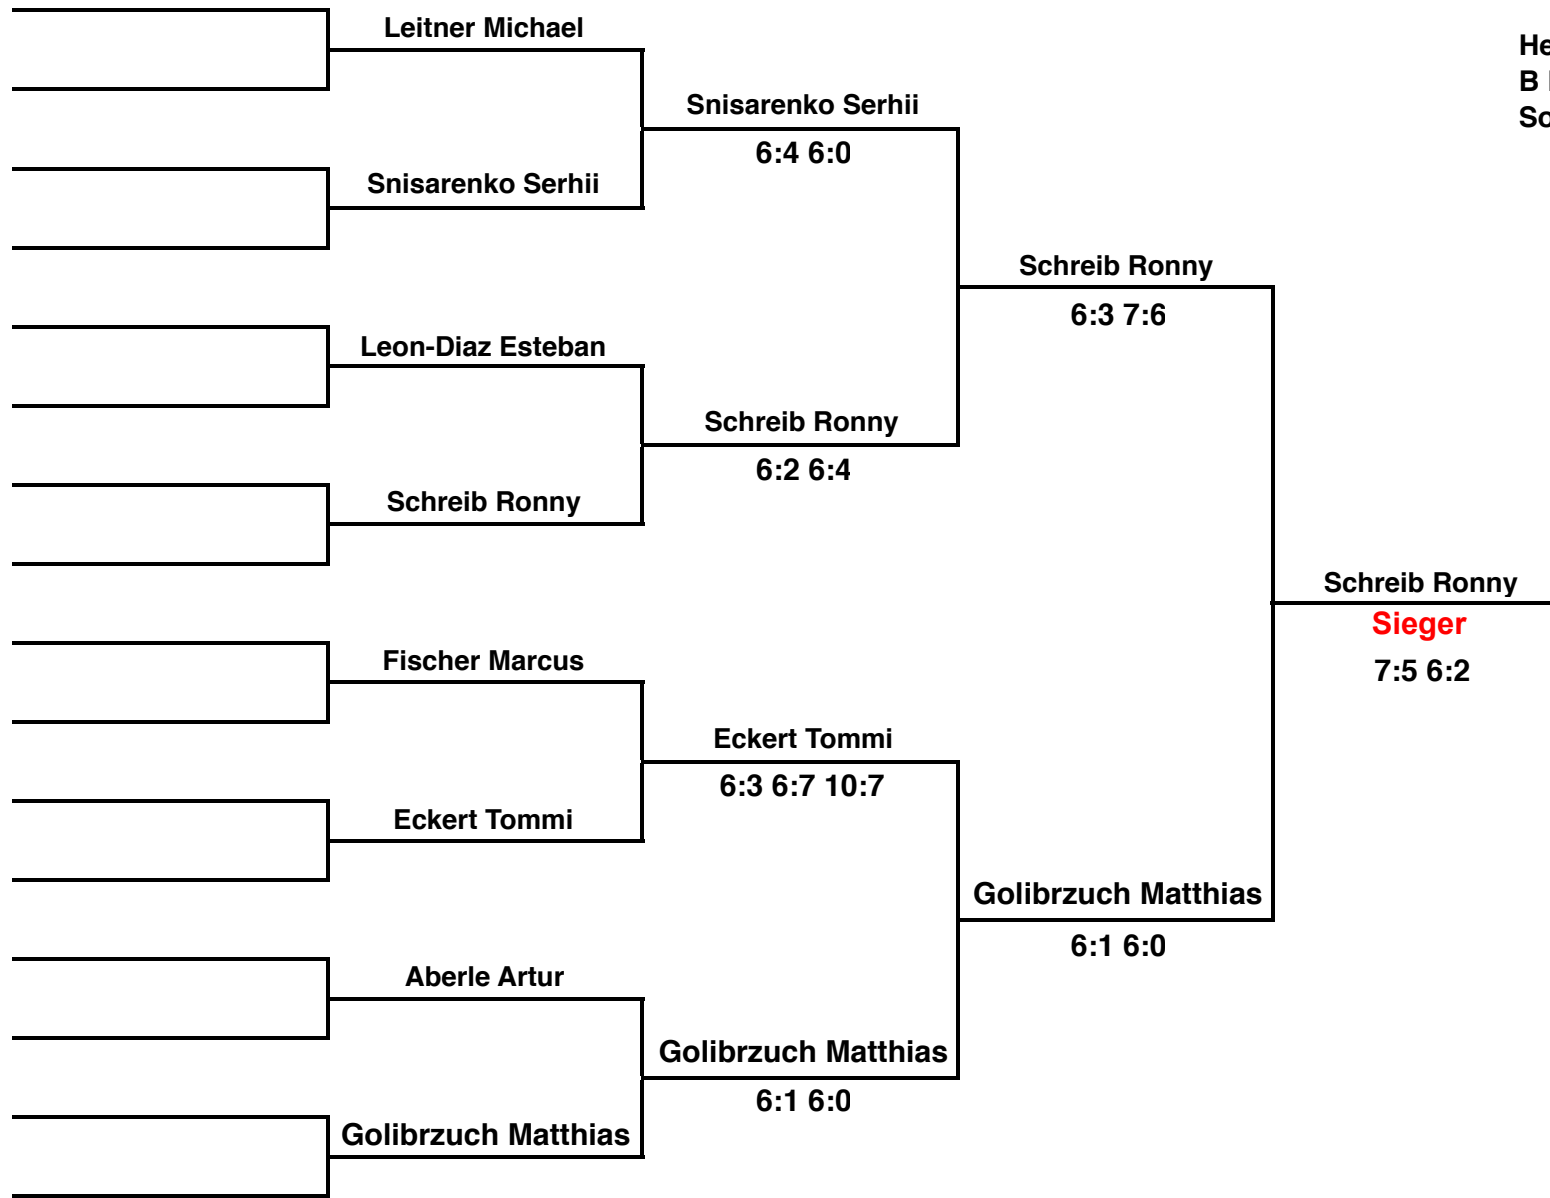 Leitner Michael
Snisarenko Serhii
6:4 6:0
Snisarenko Serhii
Schreib Ronny
6:3 7:6
Leon-Diaz Esteban
Schreib Ronny
6:2 6:4
Schreib Ronny
Schreib Ronny
Sieger
7:5 6:2
Fischer Marcus
Eckert Tommi
6:3 6:7 10:7
Eckert Tommi
Golibrzuch Matthias
6:1 6:0
Aberle Artur
Golibrzuch Matthias
6:1 6:0
Golibrzuch Matthias
He
B
So